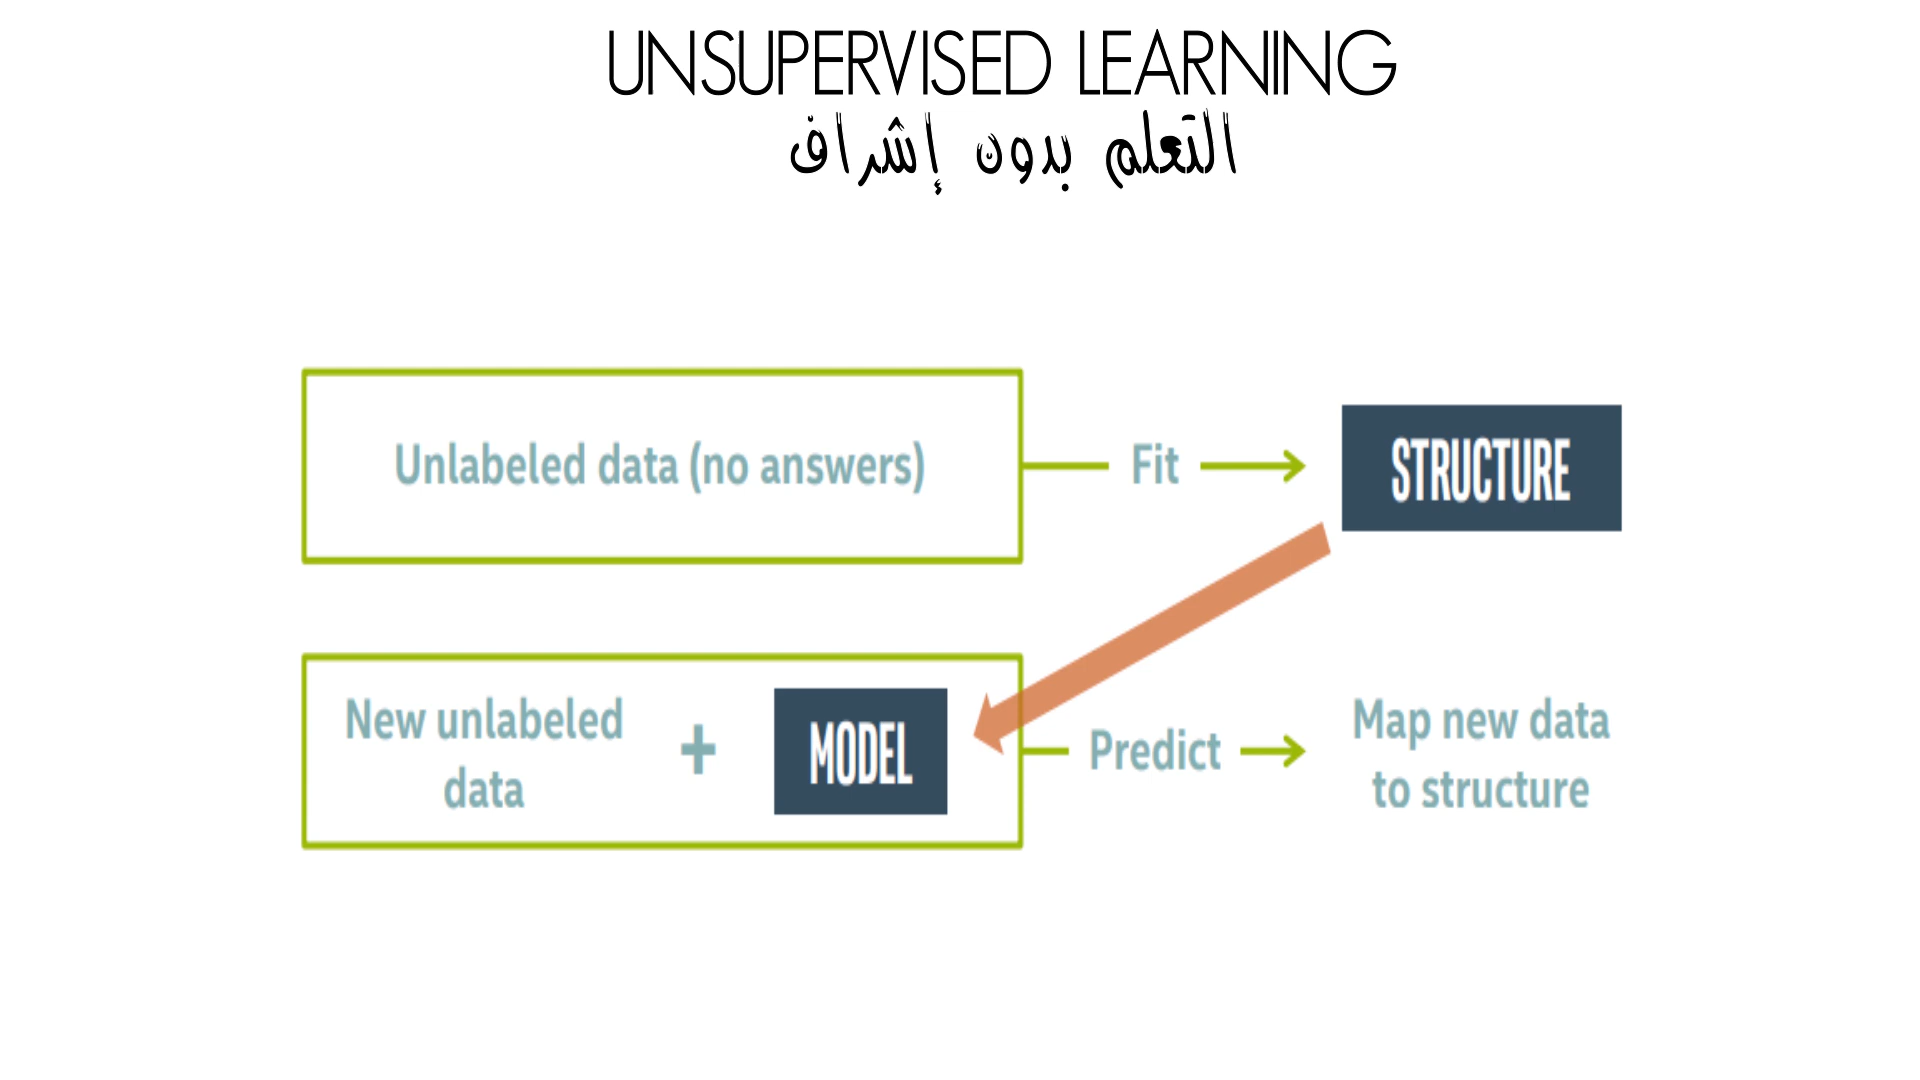 UNSUPERVISED LEARNING
التعلم بدون إشراف
Unlabeled data (no answers)
Fit
STRUCTURE
New unlabeled
data
+
MODEL
Predict
Map new data
to structure